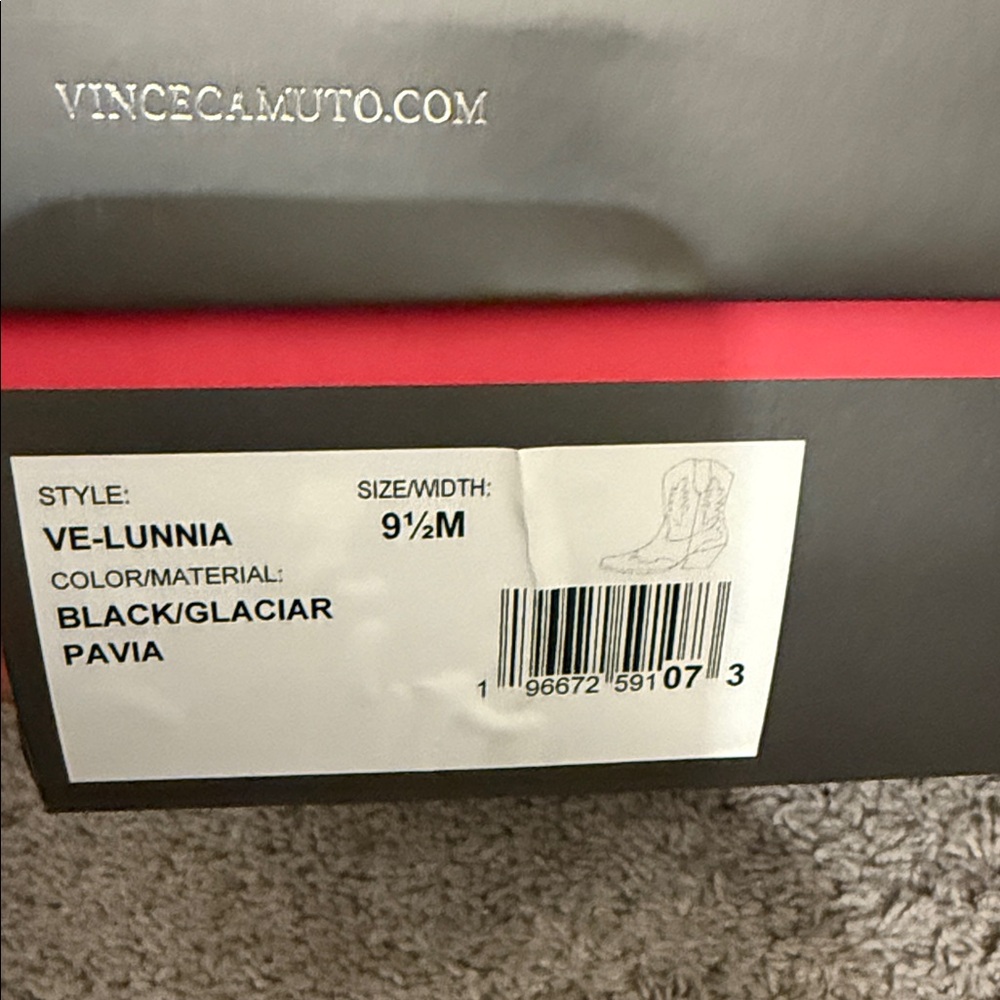 VINCECAMUTO.COM
STYLE:
VE-LUNNIA
SIZE/WIDTH:
9½M
COLOR/MATERIAL:
BLACK/GLACIAR
PAVIA
1 96672 59107 3